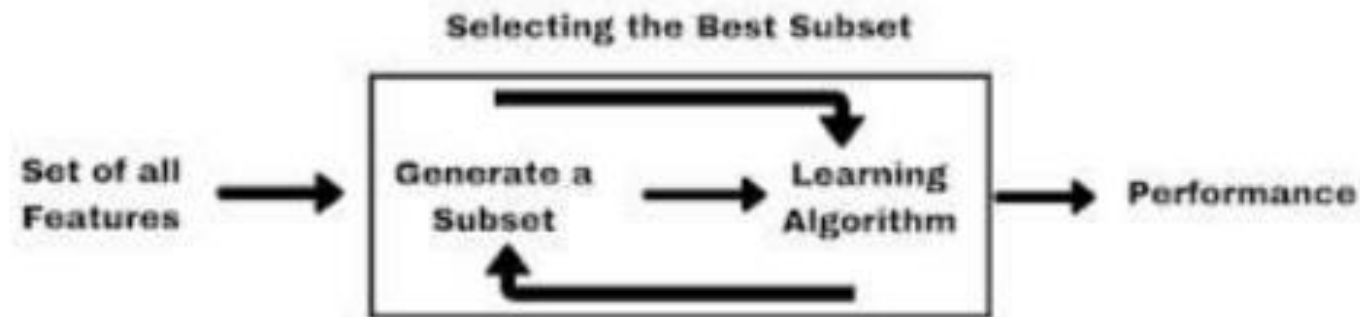 Selecting the Best Subset
Set of all
Features
Generate a
Subset
Learning
Algorithm
Performance